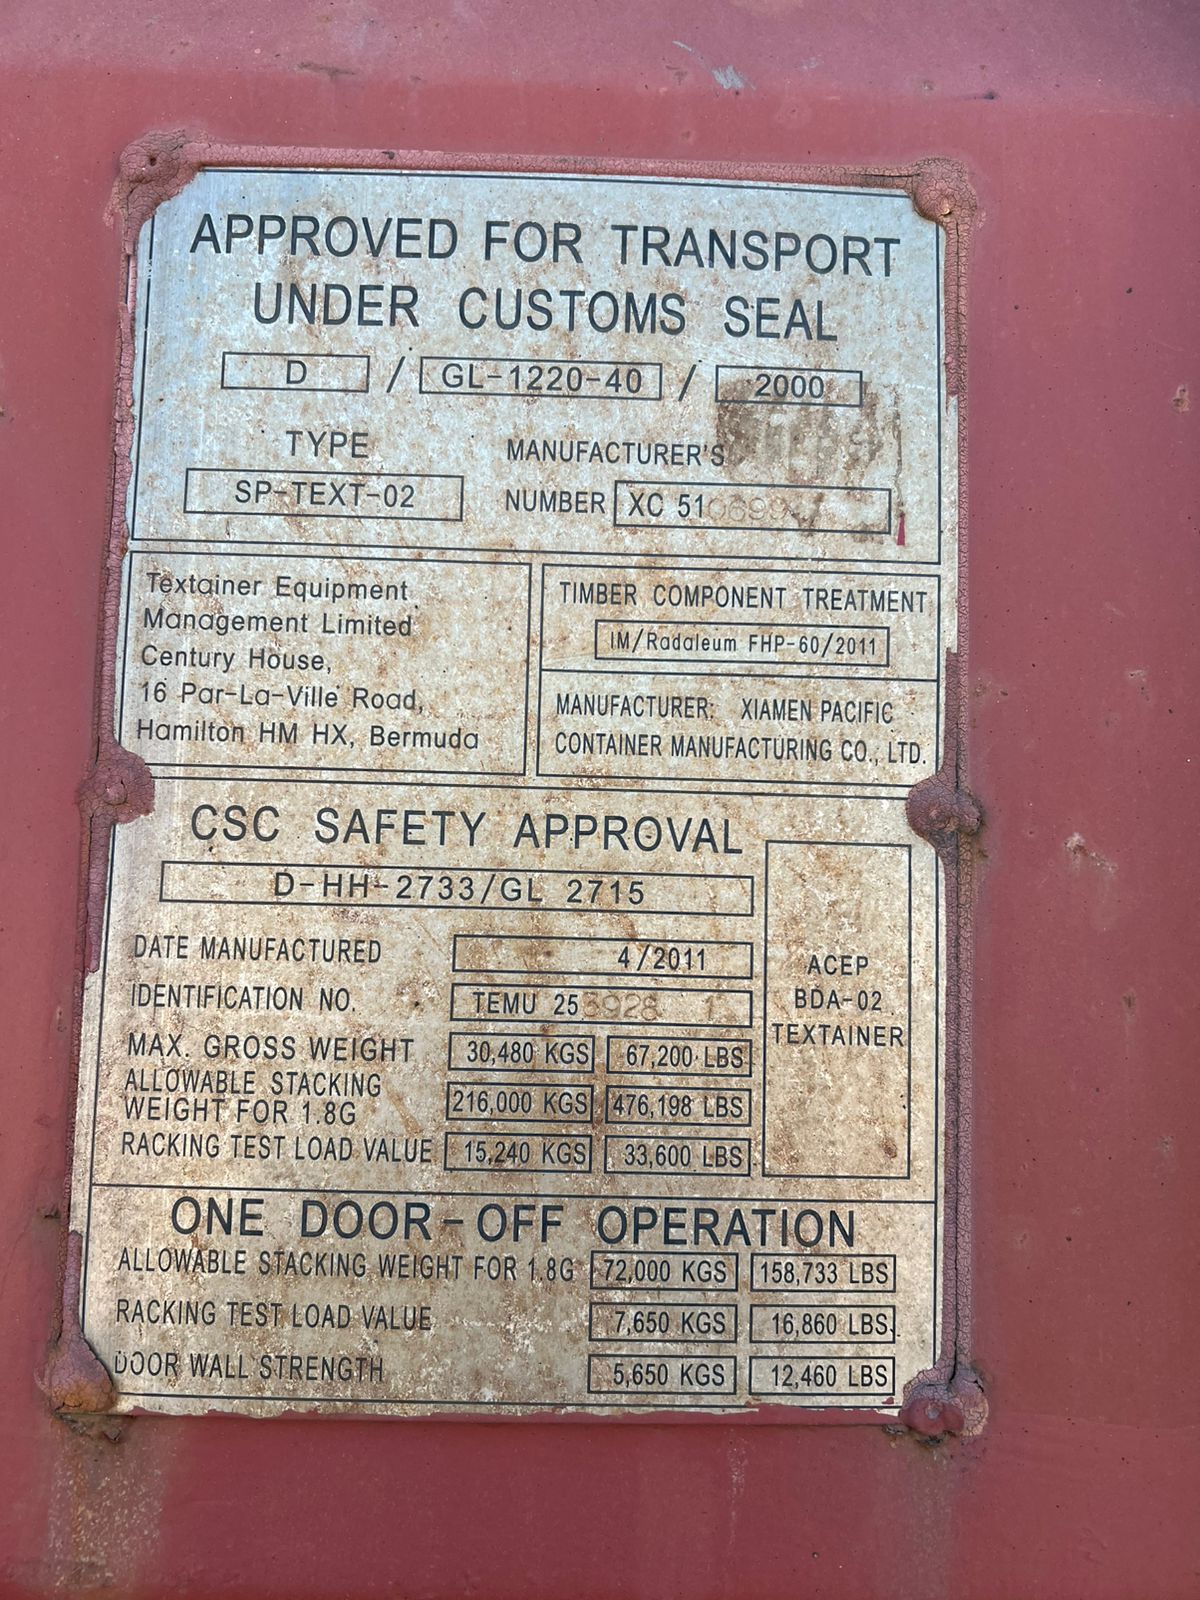 APPROVED FOR TRANSPORT
UNDER CUSTOMS SEAL
D / GL-1220-40 / 2000
TYPE
SP-TEXT-02
MANUFACTURER'S
NUMBER XC 51
Textainer Equipment
Management Limited
Century House,
16 Par-La-Ville Road,
Hamilton HM HX, Bermuda
TIMBER COMPONENT TREATMENT
IM/Radaleum FHP-60/2011
MANUFACTURER: XIAMEN PACIFIC
CONTAINER MANUFACTURING CO., LTD.
CSC SAFETY APPROVAL
D-HH-2733/GL 2715
DATE MANUFACTURED 4/2011
IDENTIFICATION NO. TEMU 25
MAX. GROSS WEIGHT 30,480 KGS 67,200 LBS
ALLOWABLE STACKING
WEIGHT FOR 1.8G 216,000 KGS 476,198 LBS
RACKING TEST LOAD VALUE 15,240 KGS 33,600 LBS
ACEP
BDA-02
TEXTAINER
ONE DOOR-OFF OPERATION
ALLOWABLE STACKING WEIGHT FOR 1.8G 72,000 KGS 158,733 LBS
RACKING TEST LOAD VALUE 7,650 KGS 16,860 LBS
DOOR WALL STRENGTH 5,650 KGS 12,460 LBS